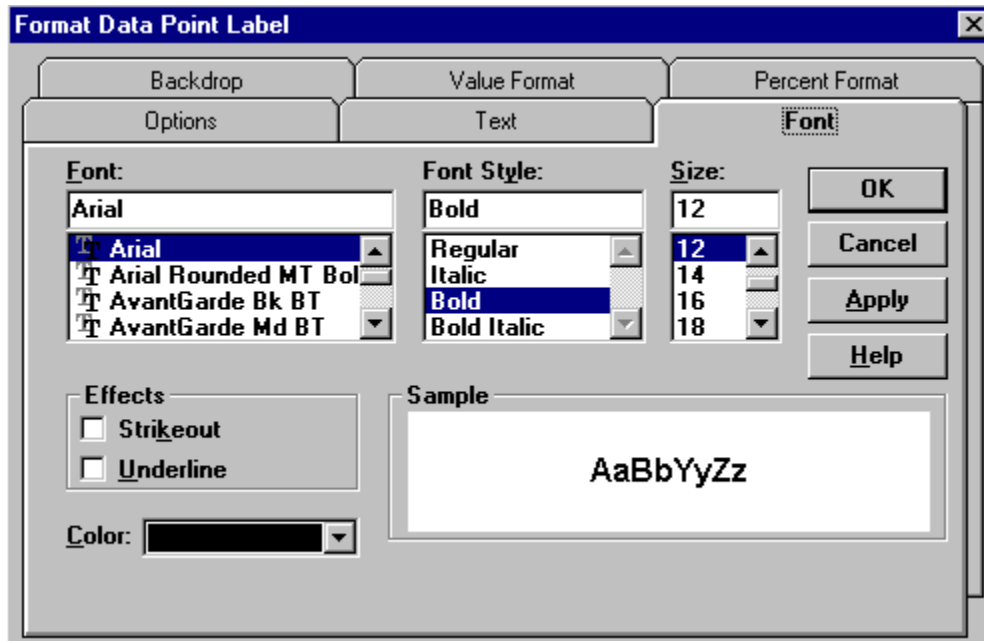 Format Data Point Label
Backdrop Value Format Percent Format
Options Text Font
Font: Font Style: Size:
Arial Bold 12 OK
Arial Regular 12 Cancel
Arial Rounded MT Bol Italic 14
AvantGarde Bk BT Bold 16 Apply
AvantGarde Md BT Bold Italic 18
Help
Effects Sample
Strikeout
Underline AaBbYyZz
Color: